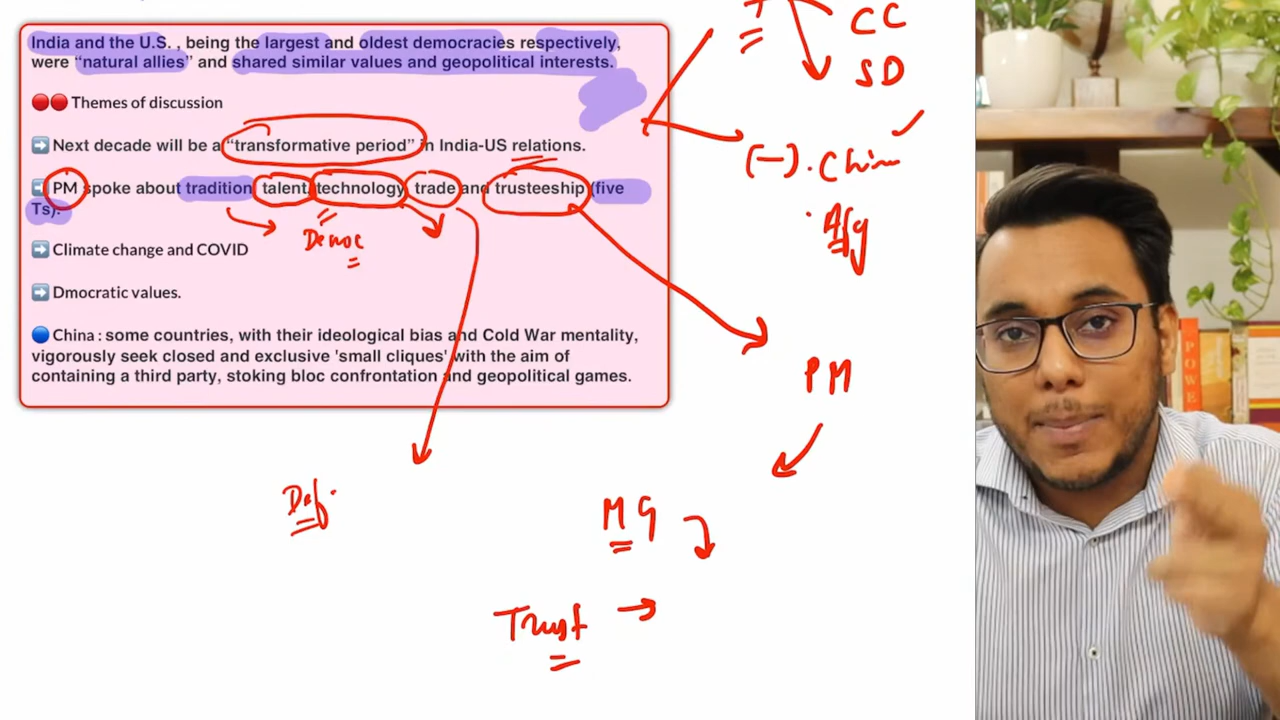 India and the U.S. , being the largest and oldest democracies respectively,
were “natural allies” and shared similar values and geopolitical interests.
Themes of discussion
Next decade will be a “transformative period” in India-US relations.
PM spoke about tradition talent technology, trade and trusteeship (five
Ts).
Climate change and COVID
Dmocratic values.
China : some countries, with their ideological bias and Cold War mentality,
vigorously seek closed and exclusive 'small cliques' with the aim of
containing a third party, stoking bloc confrontation and geopolitical games.
CC
SD
(-) . China
. Afg
Democ
PM
Def.
MG
Trust
POWE